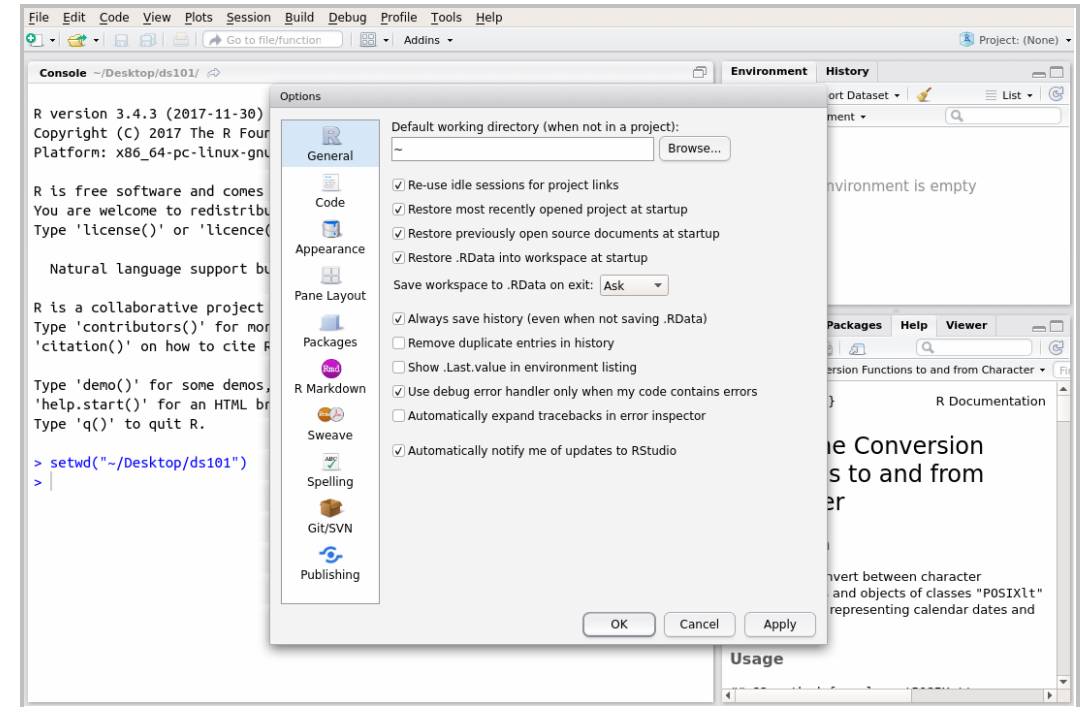 File Edit Code View Plots Session Build Debug Profile Tools Help
Go to file/function Addins Project: (None)
Console ~/Desktop/ds101/
R version 3.4.3 (2017-11-30)
Copyright (C) 2017 The R Four
Platform: x86_64-pc-linux-gnu
R is free software and comes
You are welcome to redistribu
Type 'license()' or 'licence(
Natural language support bu
R is a collaborative project
Type 'contributors()' for mor
'citation()' on how to cite R
Type 'demo()' for some demos,
'help.start()' for an HTML br
Type 'q()' to quit R.
> setwd("~/Desktop/ds101")
>
Options
General
Code
Appearance
Pane Layout
Packages
Rmd
R Markdown
Sweave
ABC
Spelling
Git/SVN
Publishing
Default working directory (when not in a project):
~
Browse...
Re-use idle sessions for project links
Restore most recently opened project at startup
Restore previously open source documents at startup
Restore .RData into workspace at startup
Save workspace to .RData on exit: Ask
Always save history (even when not saving .RData)
Remove duplicate entries in history
Show .Last.value in environment listing
Use debug error handler only when my code contains errors
Automatically expand tracebacks in error inspector
Automatically notify me of updates to RStudio
OK Cancel Apply
Environment History
ort Dataset List
ment
nvironment is empty
Packages Help Viewer
ersion Functions to and from Character Fi
} R Documentation
e Conversion
s to and from
er
nvert between character
and objects of classes "POSIXlt"
representing calendar dates and
Usage